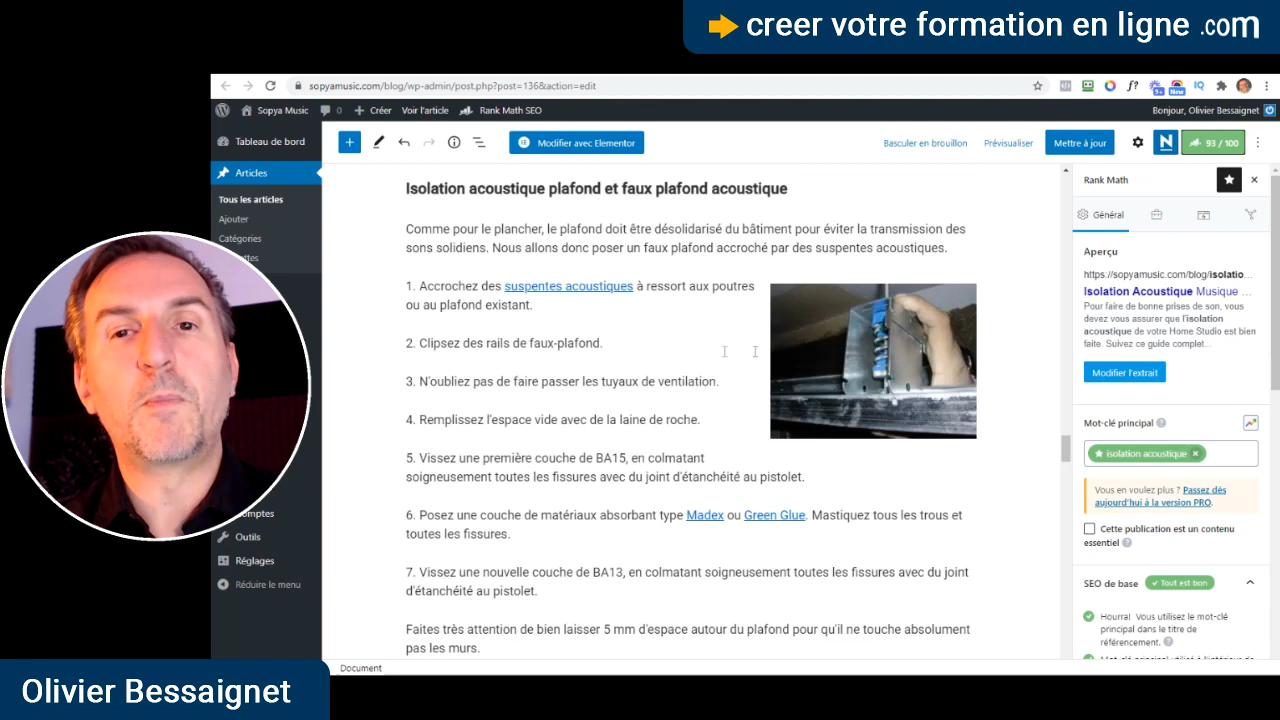 creer votre formation en ligne .com
sopyamusic.com/blog/wp-admin/post.php?post=136&action=edit
Sopya Music
0
Créer
Voir l'article
Rank Math SEO
Bonjour, Olivier Bessaignet
Tableau de bord
Articles
Tous les articles
Ajouter
Catégories
Outils
Réglages
Réduire le menu
Modifier avec Elementor
Basculer en brouillon
Prévisualiser
Mettre à jour
N
93 / 100
Isolation acoustique plafond et faux plafond acoustique
Comme pour le plancher, le plafond doit être désolidarisé du bâtiment pour éviter la transmission des
sons solidiens. Nous allons donc poser un faux plafond accroché par des suspentes acoustiques.
1. Accrochez des suspentes acoustiques à ressort aux poutres
ou au plafond existant.
2. Clipsez des rails de faux-plafond.
3. N'oubliez pas de faire passer les tuyaux de ventilation.
4. Remplissez l'espace vide avec de la laine de roche.
5. Vissez une première couche de BA15, en colmatant
soigneusement toutes les fissures avec du joint d'étanchéité au pistolet.
6. Posez une couche de matériaux absorbant type Madex ou Green Glue. Mastiquez tous les trous et
toutes les fissures.
7. Vissez une nouvelle couche de BA13, en colmatant soigneusement toutes les fissures avec du joint
d'étanchéité au pistolet.
Faites très attention de bien laisser 5 mm d'espace autour du plafond pour qu'il ne touche absolument
pas les murs.
Document
Rank Math
Général
Aperçu
https://sopyamusic.com/blog/isolatio...
Isolation Acoustique Musique ...
Pour faire de bonne prises de son, vous
devez vous assurer que l'isolation
acoustique de votre Home Studio est bien
faite. Suivez ce guide complet...
Modifier l'extrait
Mot-clé principal
isolation acoustique
Vous en voulez plus ? Passez dès
aujourd'hui à la version PRO.
Cette publication est un contenu
essentiel
SEO de base
Tout est bon
Hourra! Vous utilisez le mot-clé
principal dans le titre de
référencement.
Olivier Bessaignet